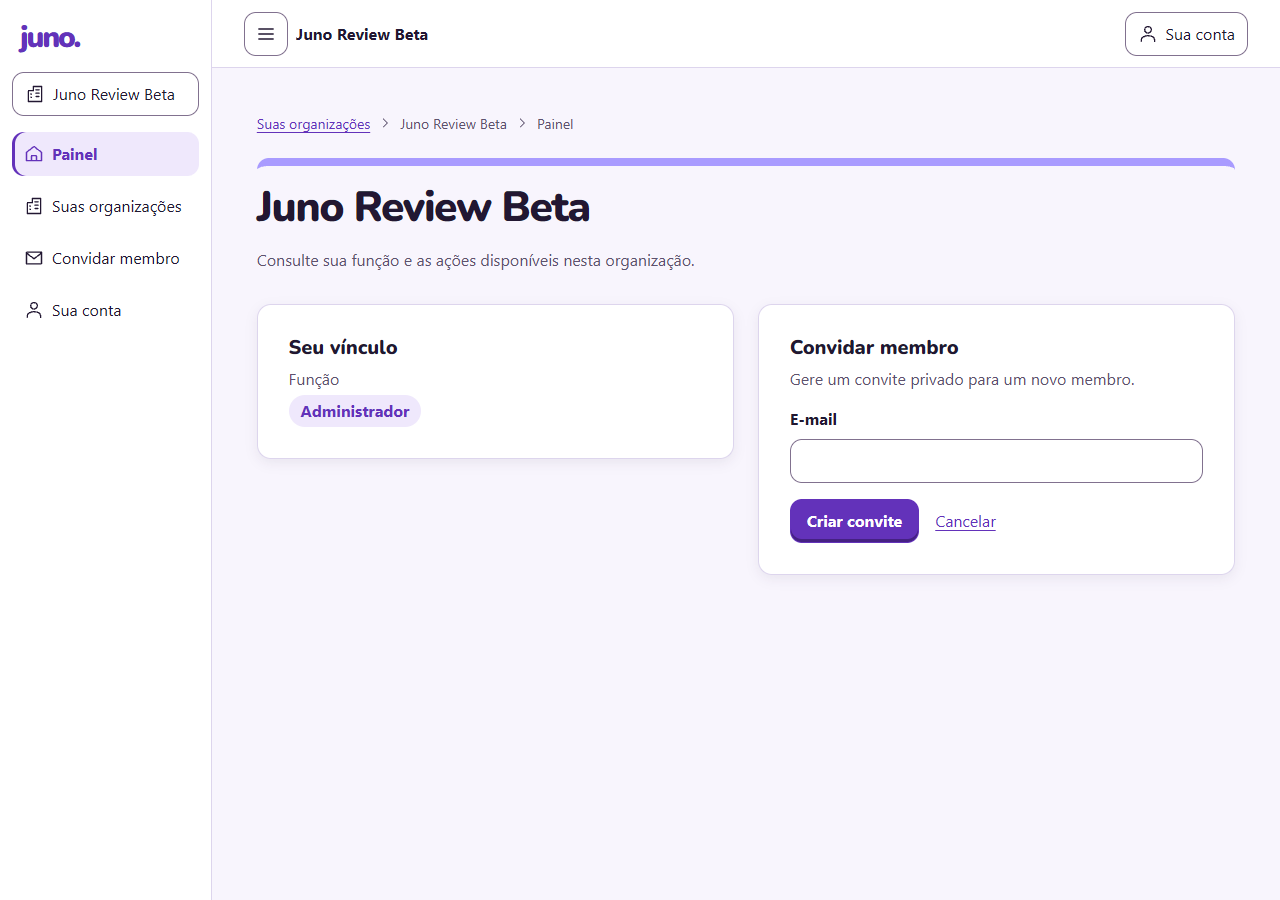 juno.
Juno Review Beta
Painel
Suas organizações
Convidar membro
Sua conta
Juno Review Beta
Sua conta
Suas organizações > Juno Review Beta > Painel
Juno Review Beta
Consulte sua função e as ações disponíveis nesta organização.
Seu vínculo
Função
Administrador
Convidar membro
Gere um convite privado para um novo membro.
E-mail
Criar convite
Cancelar